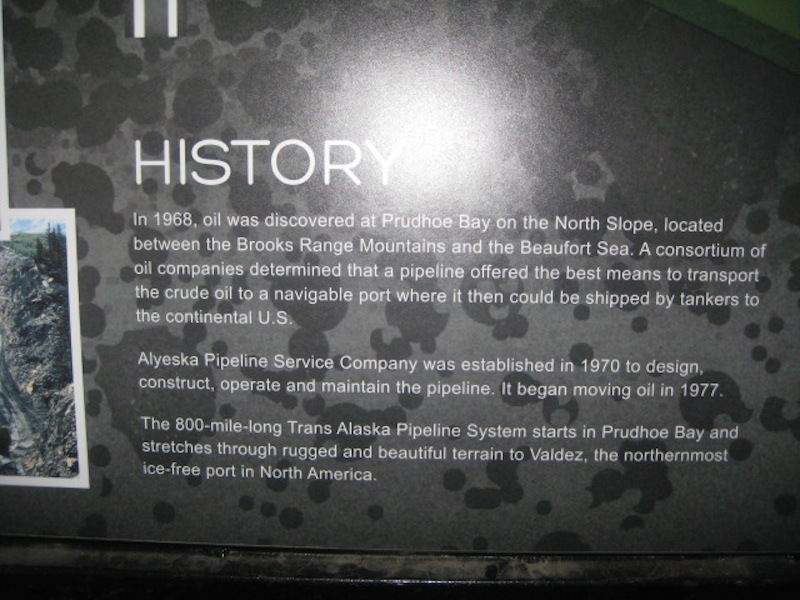 HISTORY
In 1968, oil was discovered at Prudhoe Bay on the North Slope, located
between the Brooks Range Mountains and the Beaufort Sea. A consortium of
oil companies determined that a pipeline offered the best means to transport
the crude oil to a navigable port where it then could be shipped by tankers to
the continental U.S.
Alyeska Pipeline Service Company was established in 1970 to design,
construct, operate and maintain the pipeline. It began moving oil in 1977.
The 800-mile-long Trans Alaska Pipeline System starts in Prudhoe Bay and
stretches through rugged and beautiful terrain to Valdez, the northernmost
ice-free port in North America.